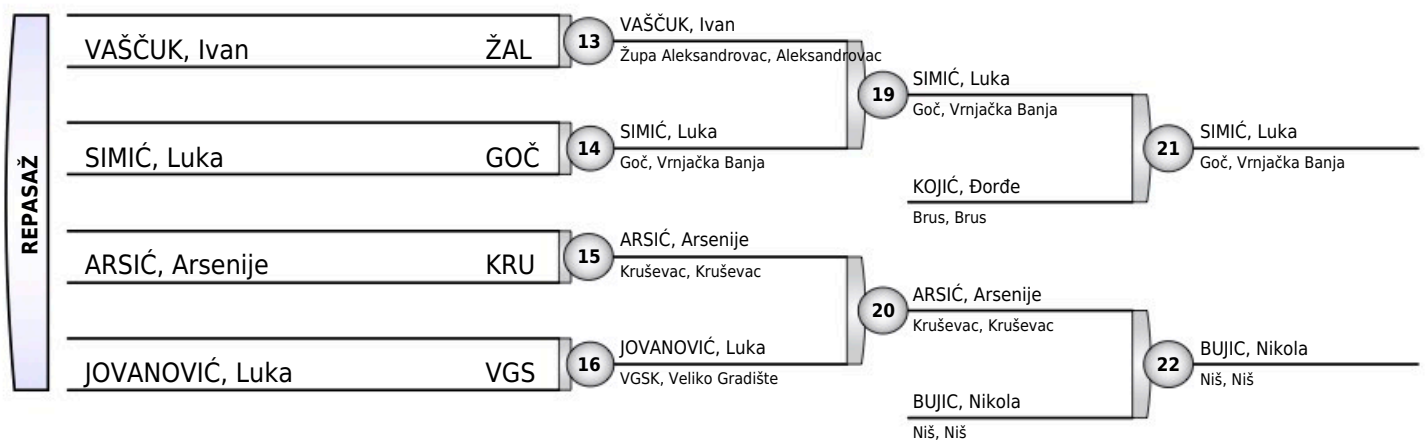 REPASAŽ
VAŠČUK, Ivan ŽAL
SIMIĆ, Luka GOČ
ARSIĆ, Arsenije KRU
JOVANOVIĆ, Luka VGS
13
VAŠČUK, Ivan
Župa Aleksandrovac, Aleksandrovac
14
SIMIĆ, Luka
Goč, Vrnjačka Banja
15
ARSIĆ, Arsenije
Kruševac, Kruševac
16
JOVANOVIĆ, Luka
VGSK, Veliko Gradište
19
SIMIĆ, Luka
Goč, Vrnjačka Banja
KOJIĆ, Đorđe
Brus, Brus
20
ARSIĆ, Arsenije
Kruševac, Kruševac
BUJIC, Nikola
Niš, Niš
21
SIMIĆ, Luka
Goč, Vrnjačka Banja
22
BUJIC, Nikola
Niš, Niš